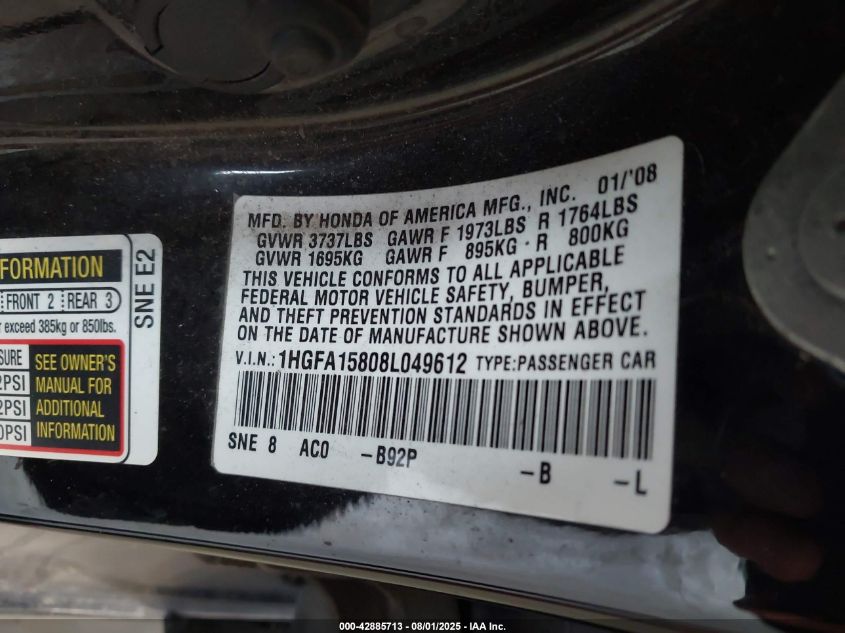 MFD. BY HONDA OF AMERICA MFG., INC. 01/'08
GVWR 3737LBS GAWR F 1973LBS R 1764LBS
GVWR 1695KG GAWR F 895KG R 800KG
THIS VEHICLE CONFORMS TO ALL APPLICABLE
FEDERAL MOTOR VEHICLE SAFETY, BUMPER,
AND THEFT PREVENTION STANDARDS IN EFFECT
ON THE DATE OF MANUFACTURE SHOWN ABOVE.
V.I.N.: 1HGFA15808L049612 TYPE:PASSENGER CAR
SNE 8 AC0 -B92P -B -L
FORMATION
FRONT 2 REAR 3
exceed 385kg or 850lbs.
SEE OWNER'S
MANUAL FOR
ADDITIONAL
INFORMATION
SNE E2
000-42885713 - 08/01/2025 - IAA Inc.